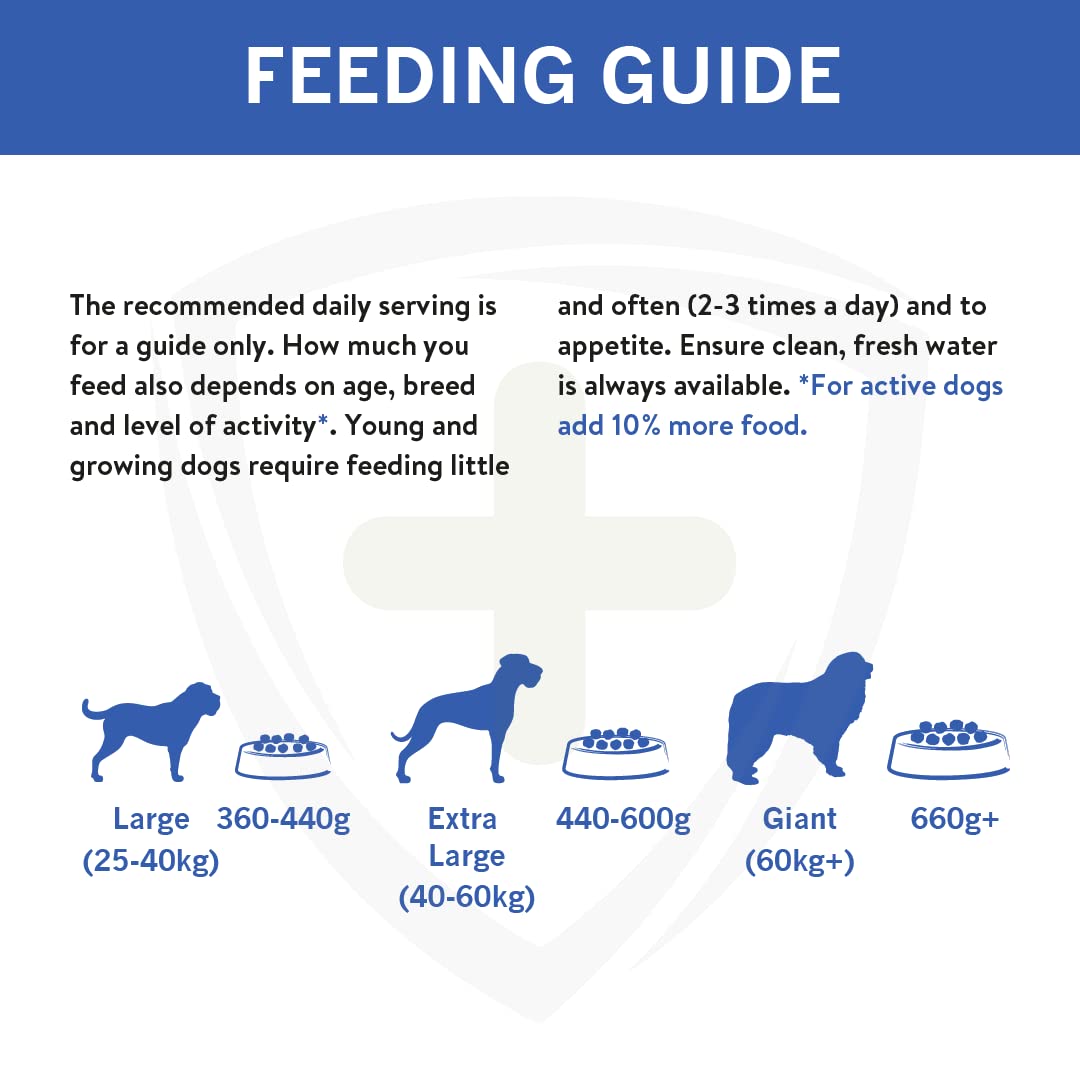 FEEDING GUIDE
The recommended daily serving is
for a guide only. How much you
feed also depends on age, breed
and level of activity*. Young and
growing dogs require feeding little
and often (2-3 times a day) and to
appetite. Ensure clean, fresh water
is always available. *For active dogs
add 10% more food.
Large 360-440g
(25-40kg)
Extra 440-600g
Large
(40-60kg)
Giant 660g+
(60kg+)